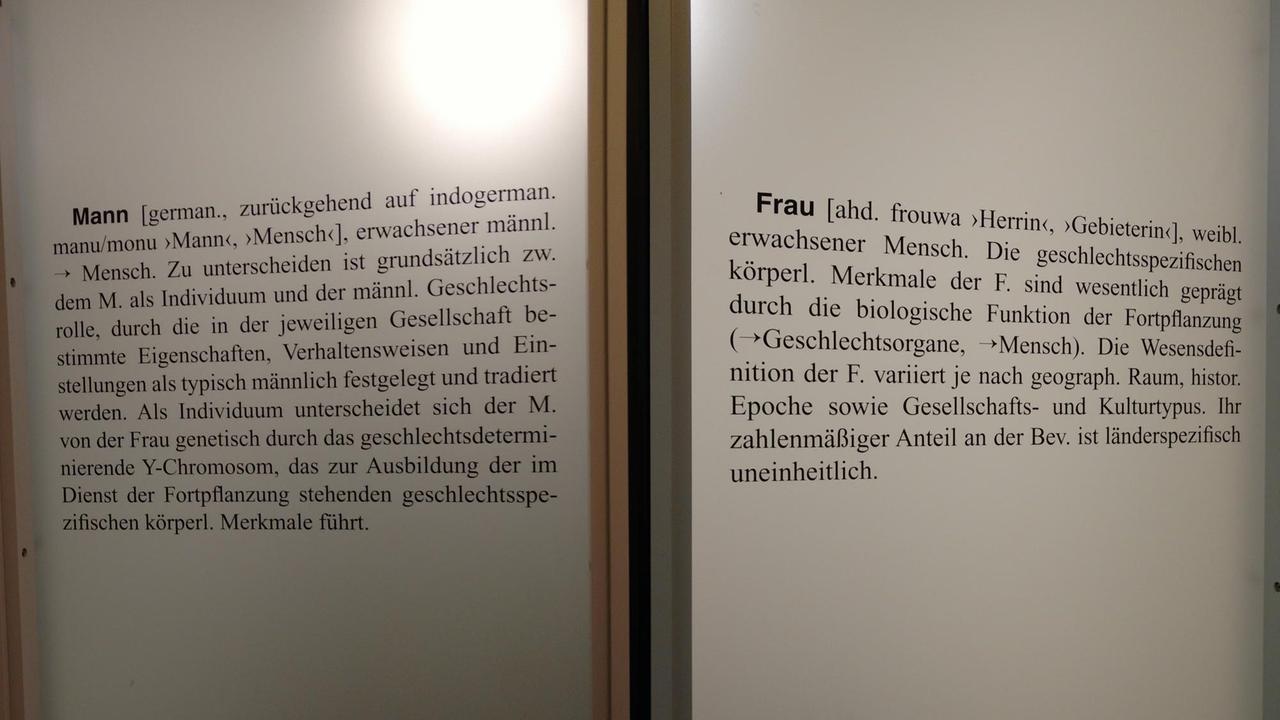 Mann [german., zurückgehend auf indogerman.
manu/monu ›Mann‹, ›Mensch‹], erwachsener männl.
→ Mensch. Zu unterscheiden ist grundsätzlich zw.
dem M. als Individuum und der männl. Geschlechts-
rolle, durch die in der jeweiligen Gesellschaft be-
stimmte Eigenschaften, Verhaltensweisen und Ein-
stellungen als typisch männlich festgelegt und tradiert
werden. Als Individuum unterscheidet sich der M.
von der Frau genetisch durch das geschlechtsdetermi-
nierende Y-Chromosom, das zur Ausbildung der im
Dienst der Fortpflanzung stehenden geschlechtsspe-
zifischen körperl. Merkmale führt.
Frau [ahd. frouwa ›Herrin‹, ›Gebieterin‹], weibl.
erwachsener Mensch. Die geschlechtsspezifischen
körperl. Merkmale der F. sind wesentlich geprägt
durch die biologische Funktion der Fortpflanzung
(→Geschlechtsorgane, →Mensch). Die Wesensdefi-
nition der F. variiert je nach geograph. Raum, histor.
Epoche sowie Gesellschafts- und Kulturtypus. Ihr
zahlenmäßiger Anteil an der Bev. ist länderspezifisch
uneinheitlich.